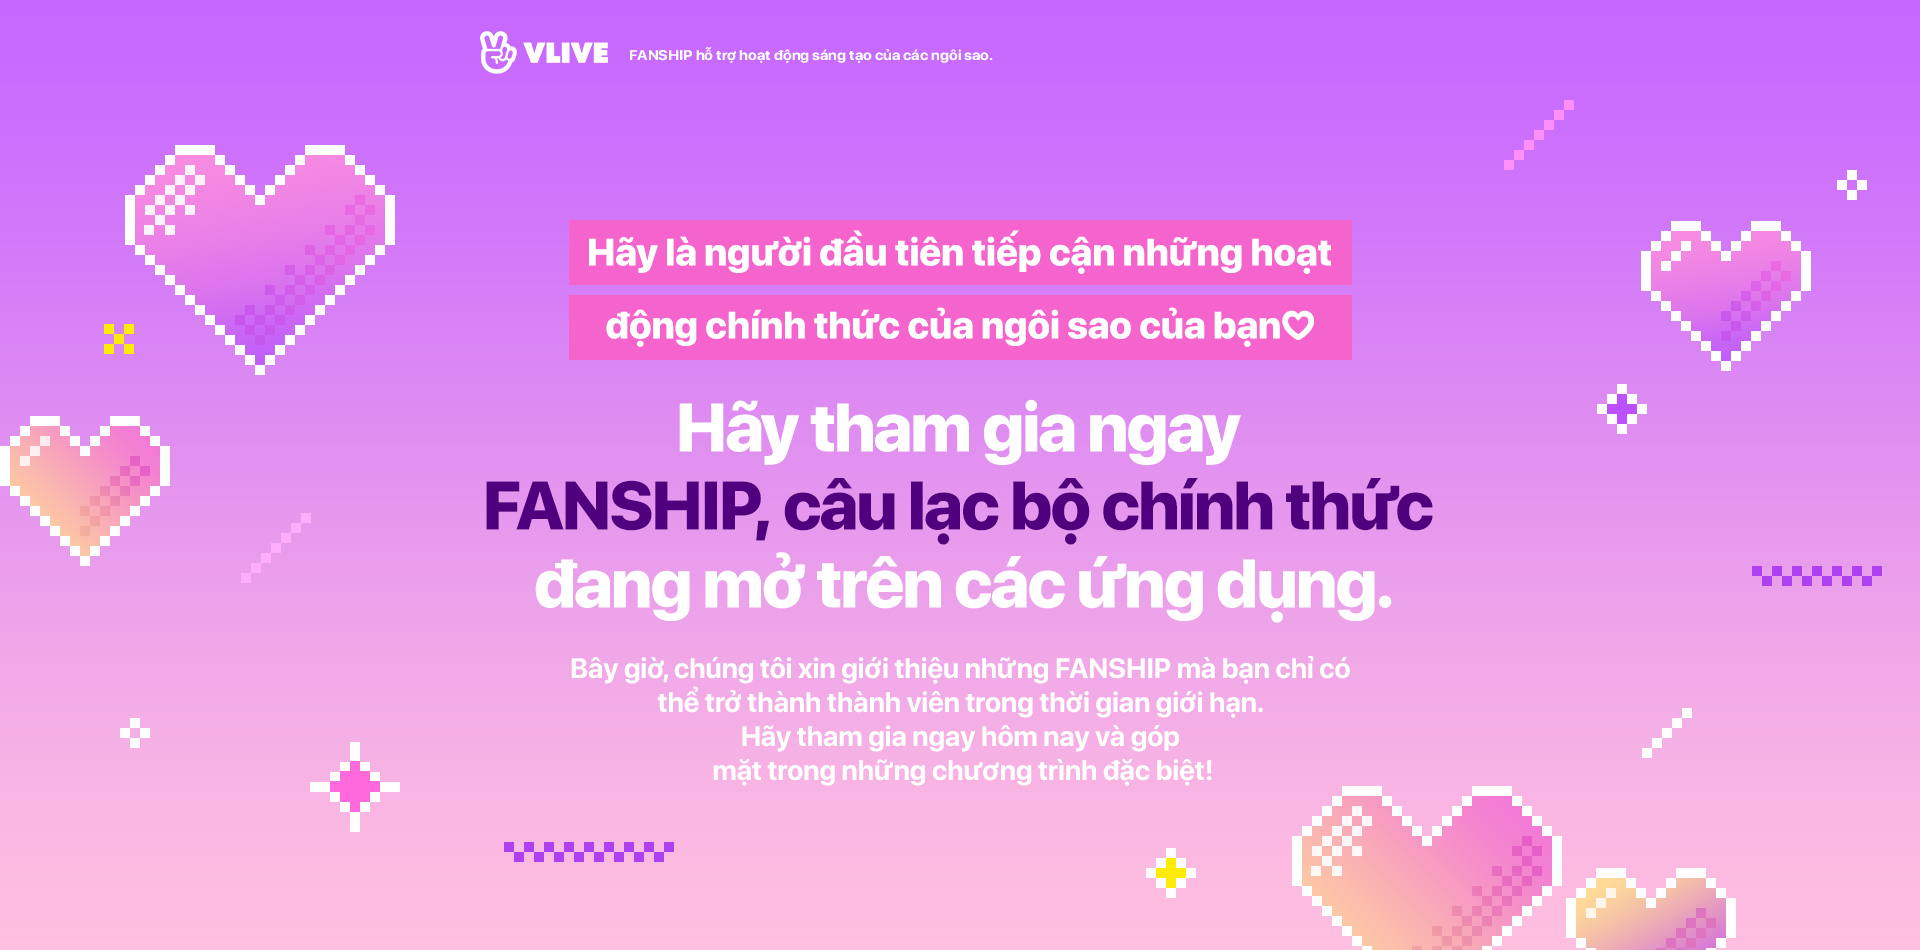 VLIVE FANSHIP hỗ trợ hoạt động sáng tạo của các ngôi sao.
Hãy là người đầu tiên tiếp cận những hoạt
động chính thức của ngôi sao của bạn♡
Hãy tham gia ngay
FANSHIP, câu lạc bộ chính thức
đang mở trên các ứng dụng.
Bây giờ, chúng tôi xin giới thiệu những FANSHIP mà bạn chỉ có
thể trở thành thành viên trong thời gian giới hạn.
Hãy tham gia ngay hôm nay và góp
mặt trong những chương trình đặc biệt!